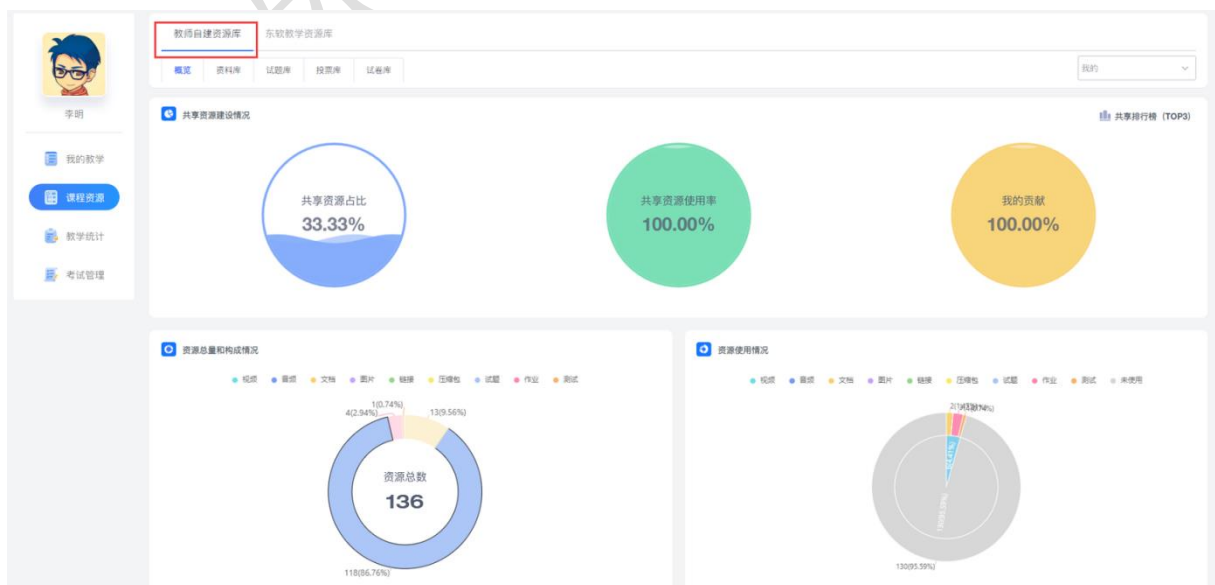 教师自建资源库
东软教学资源库
概览
资料库
试题库
投票库
试卷库
我的
李明
我的教学
课程资源
教学统计
考试管理
共享资源建设情况
共享排行榜（TOP3)
共享资源占比
33.33%
共享资源使用率
100.00%
我的贡献
100.00%
资源总量和构成情况
视频 音频 文档 图片 链接 压缩包 试题 作业 测试
1(0.74%)
4(2.94%)
13(9.56%)
资源总数
136
118(86.76%)
资源使用情况
视频 音频 文档 图片 链接 压缩包 试题 作业 测试 未使用
130(95.59%)
130(95.59%)